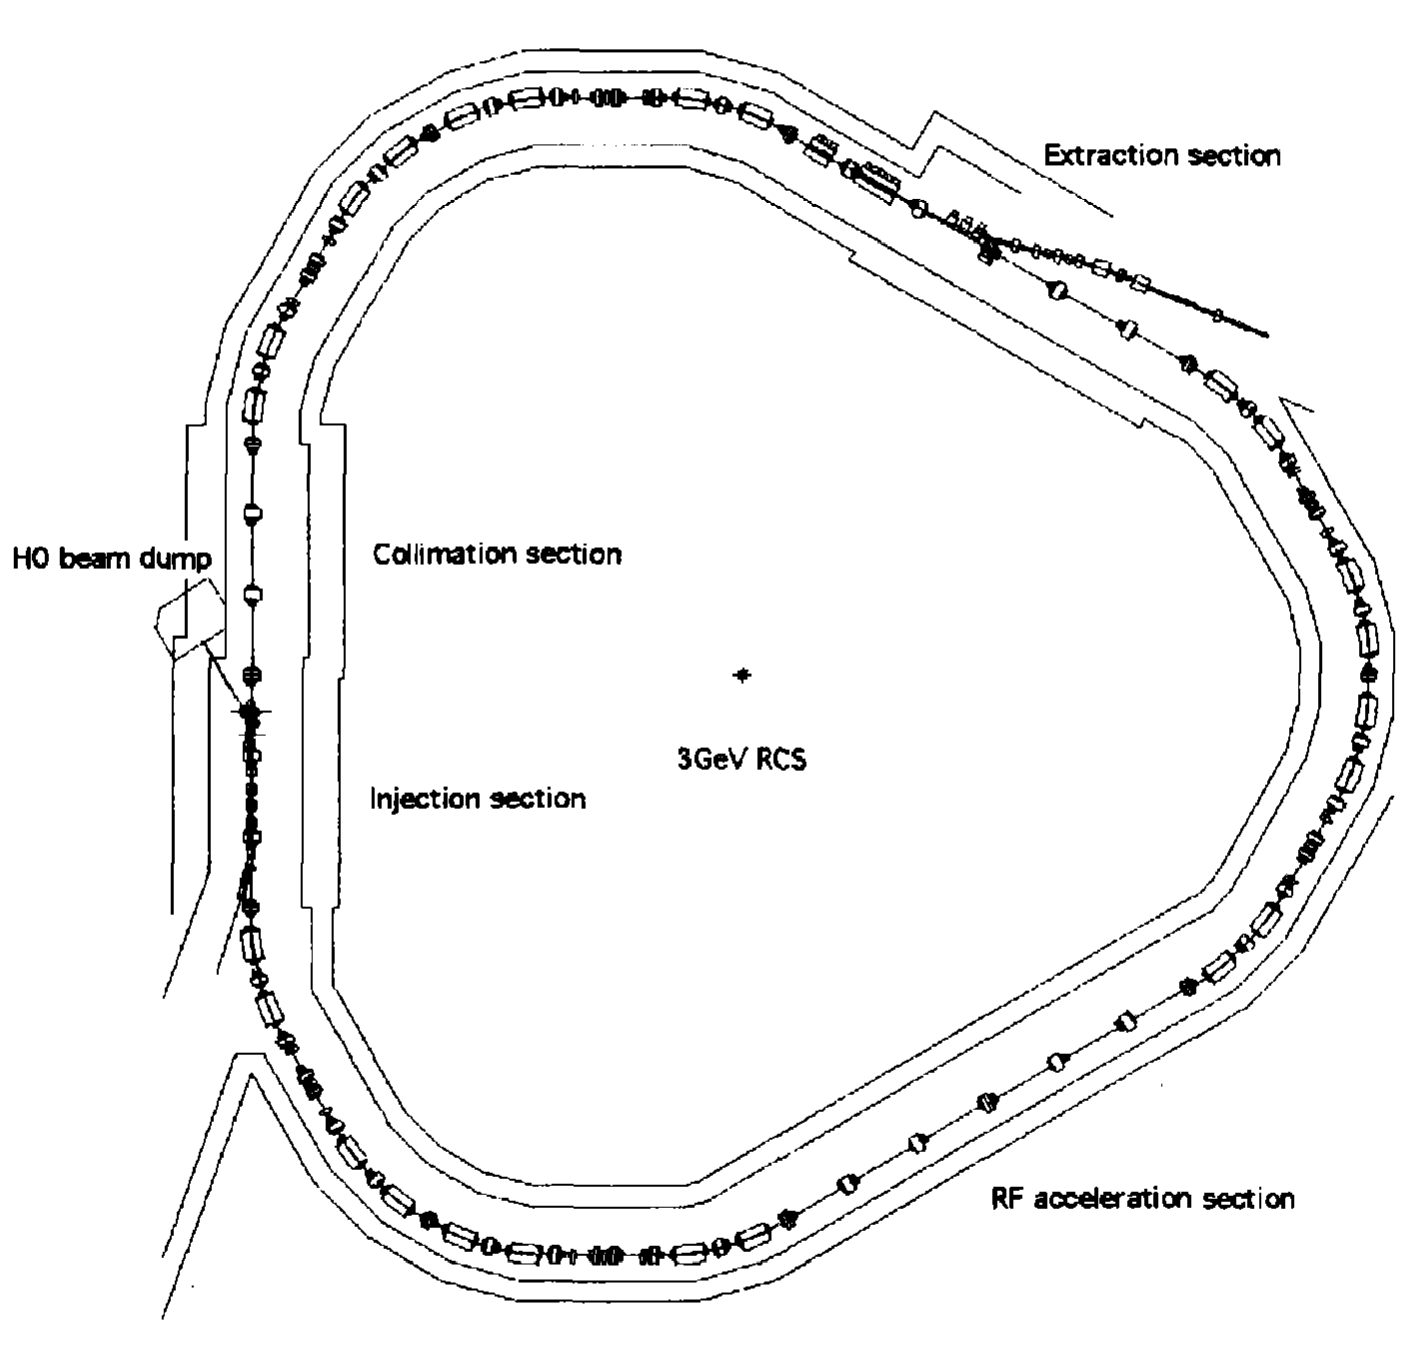 Extraction section
H0 beam dump
Collimation section
3GeV RCS
Injection section
RF acceleration section